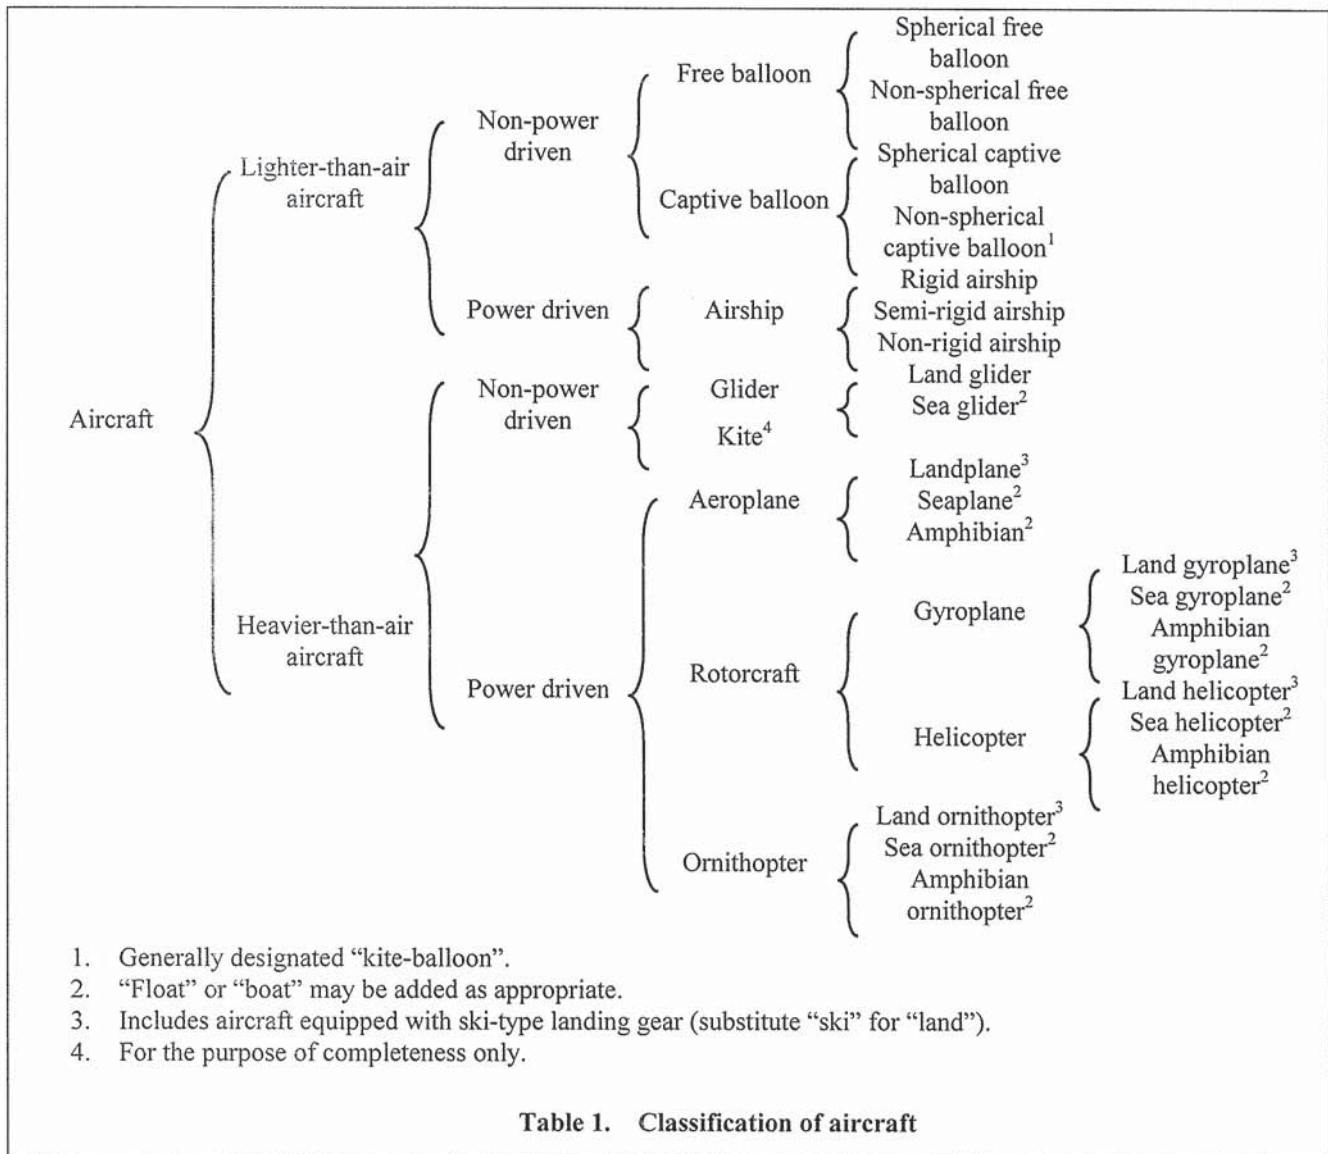 Aircraft
Lighter-than-air
aircraft
Non-power
driven
Free balloon
Spherical free
balloon
Non-spherical free
balloon
Captive balloon
Spherical captive
balloon
Non-spherical
captive balloon¹
Power driven
Airship
Rigid airship
Semi-rigid airship
Non-rigid airship
Heavier-than-air
aircraft
Non-power
driven
Glider
Land glider
Sea glider²
Kite⁴
Power driven
Aeroplane
Landplane³
Seaplane²
Amphibian²
Rotorcraft
Gyroplane
Land gyroplane³
Sea gyroplane²
Amphibian
gyroplane²
Helicopter
Land helicopter³
Sea helicopter²
Amphibian
helicopter²
Ornithopter
Land ornithopter³
Sea ornithopter²
Amphibian
ornithopter²
1. Generally designated “kite-balloon”.
2. “Float” or “boat” may be added as appropriate.
3. Includes aircraft equipped with ski-type landing gear (substitute “ski” for “land”).
4. For the purpose of completeness only.
Table 1. Classification of aircraft